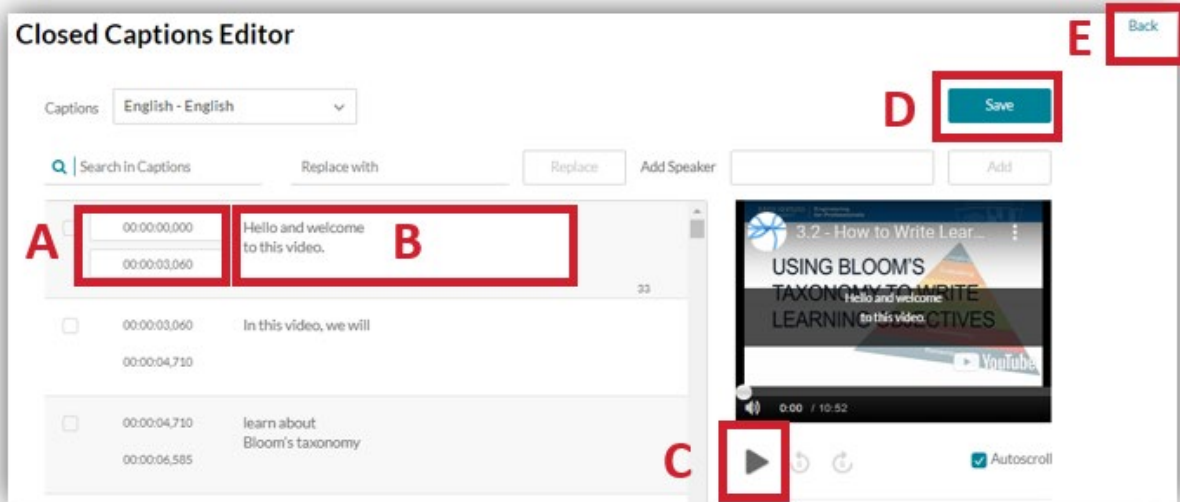 Closed Captions Editor
E
Back
Captions
English - English
D
Save
Search in Captions
Replace with
Replace
Add Speaker
Add
A
00:00:00,000
00:00:03,060
Hello and welcome
to this video.
B
33
00:00:03,060
00:00:04,710
In this video, we will
00:00:04,710
00:00:06,585
learn about
Bloom's taxonomy
Engineering
for Professionals
3.2 - How to Write Lear...
USING BLOOM'S
TAXONOMY TO WRITE
LEARNING OBJECTIVES
Hello and welcome
to this video.
YouTube
0:00 / 10:52
C
Autoscroll